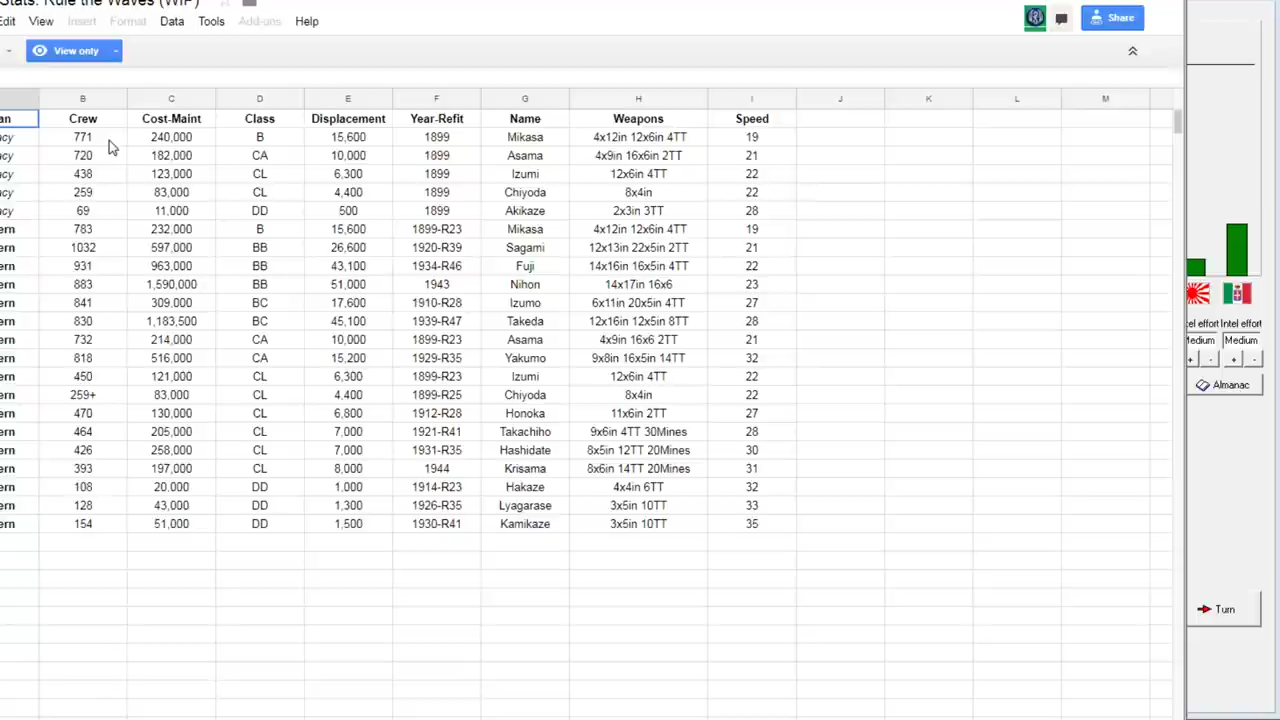 Stats: Rule the Waves (WIP)
Edit View Insert Format Data Tools Add-ons Help
Share
View only
B C D E F G H I J K L M
an Crew Cost-Maint Class Displacement Year-Refit Name Weapons Speed
acy 771 240,000 B 15,600 1899 Mikasa 4x12in 12x6in 4TT 19
acy 720 182,000 CA 10,000 1899 Asama 4x9in 16x6in 2TT 21
acy 438 123,000 CL 6,300 1899 Izumi 12x6in 4TT 22
acy 259 83,000 CL 4,400 1899 Chiyoda 8x4in 22
acy 69 11,000 DD 500 1899 Akikaze 2x3in 3TT 28
ern 783 232,000 B 15,600 1899-R23 Mikasa 4x12in 12x6in 4TT 19
ern 1032 597,000 BB 26,600 1920-R39 Sagami 12x13in 22x5in 2TT 21
ern 931 963,000 BB 43,100 1934-R46 Fuji 14x16in 16x5in 4TT 22
ern 883 1,590,000 BB 51,000 1943 Nihon 14x17in 16x6 23
ern 841 309,000 BC 17,600 1910-R28 Izumo 6x11in 20x5in 4TT 27
ern 830 1,183,500 BC 45,100 1939-R47 Takeda 12x16in 12x5in 8TT 28
ern 732 214,000 CA 10,000 1899-R23 Asama 4x9in 16x6 2TT 21
ern 818 516,000 CA 15,200 1929-R35 Yakumo 9x8in 16x5in 14TT 32
ern 450 121,000 CL 6,300 1899-R23 Izumi 12x6in 4TT 22
ern 259+ 83,000 CL 4,400 1899-R25 Chiyoda 8x4in 22
ern 470 130,000 CL 6,800 1912-R28 Honoka 11x6in 2TT 27
ern 464 205,000 CL 7,000 1921-R41 Takachiho 9x6in 4TT 30Mines 28
ern 426 258,000 CL 7,000 1931-R35 Hashidate 8x5in 12TT 20Mines 30
ern 393 197,000 CL 8,000 1944 Krisama 8x6in 14TT 20Mines 31
ern 108 20,000 DD 1,000 1914-R23 Hakaze 4x4in 6TT 32
ern 128 43,000 DD 1,300 1926-R35 Lyagarase 3x5in 10TT 33
ern 154 51,000 DD 1,500 1930-R41 Kamikaze 3x5in 10TT 35
tel effort Intel effort
Medium Medium
+ - + -
Almanac
Turn